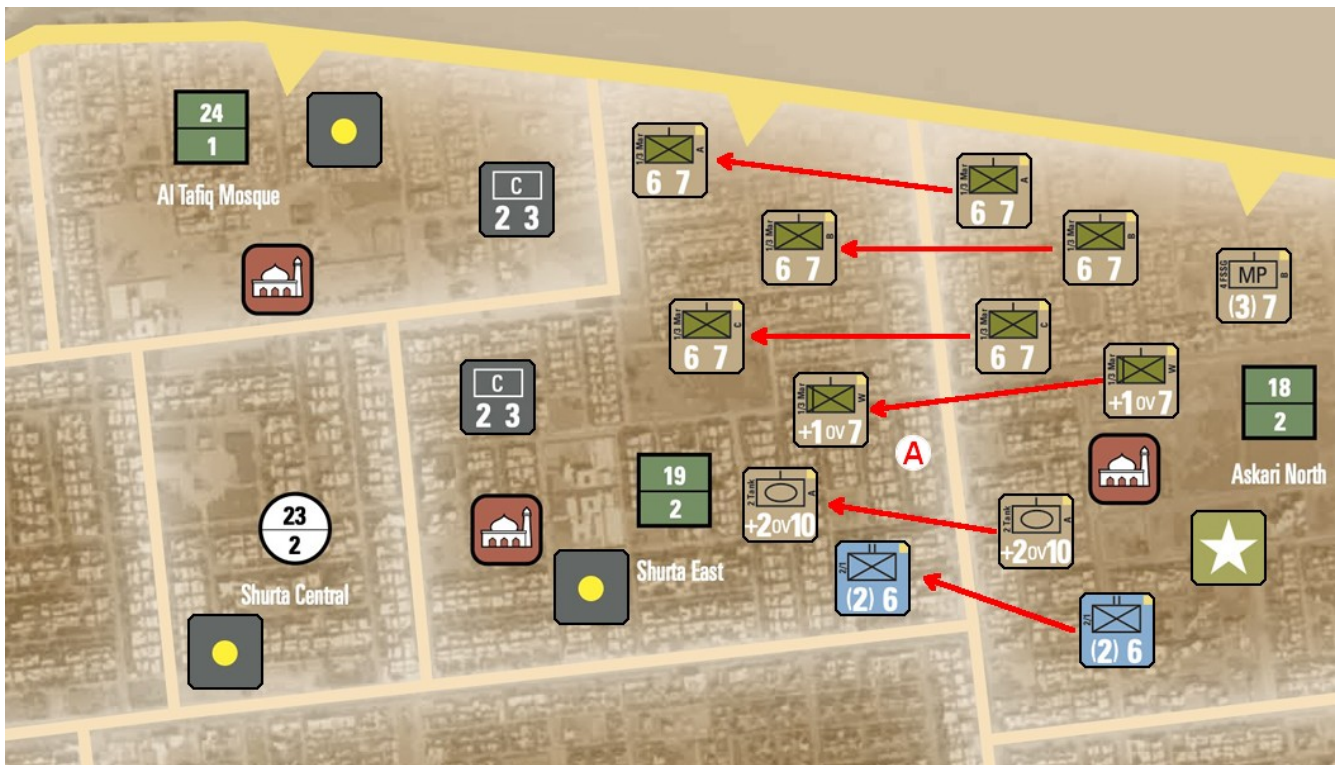 24
1
Al Tafiq Mosque
C
2 3
1/3 Mar
A
6 7
1/3 Mar
A
6 7
1/3 Mar
B
6 7
1/3 Mar
B
6 7
4 FSSG
MP
B
(3) 7
1/3 Mar
C
6 7
1/3 Mar
C
6 7
C
2 3
1/3 Mar
W
+1 OV 7
1/3 Mar
W
+1 OV 7
18
2
Askari North
A
19
2
Shurta East
2 Tank
A
+2 OV 10
2 Tank
A
+2 OV 10
23
2
Shurta Central
2/1
(2) 6
2/1
(2) 6